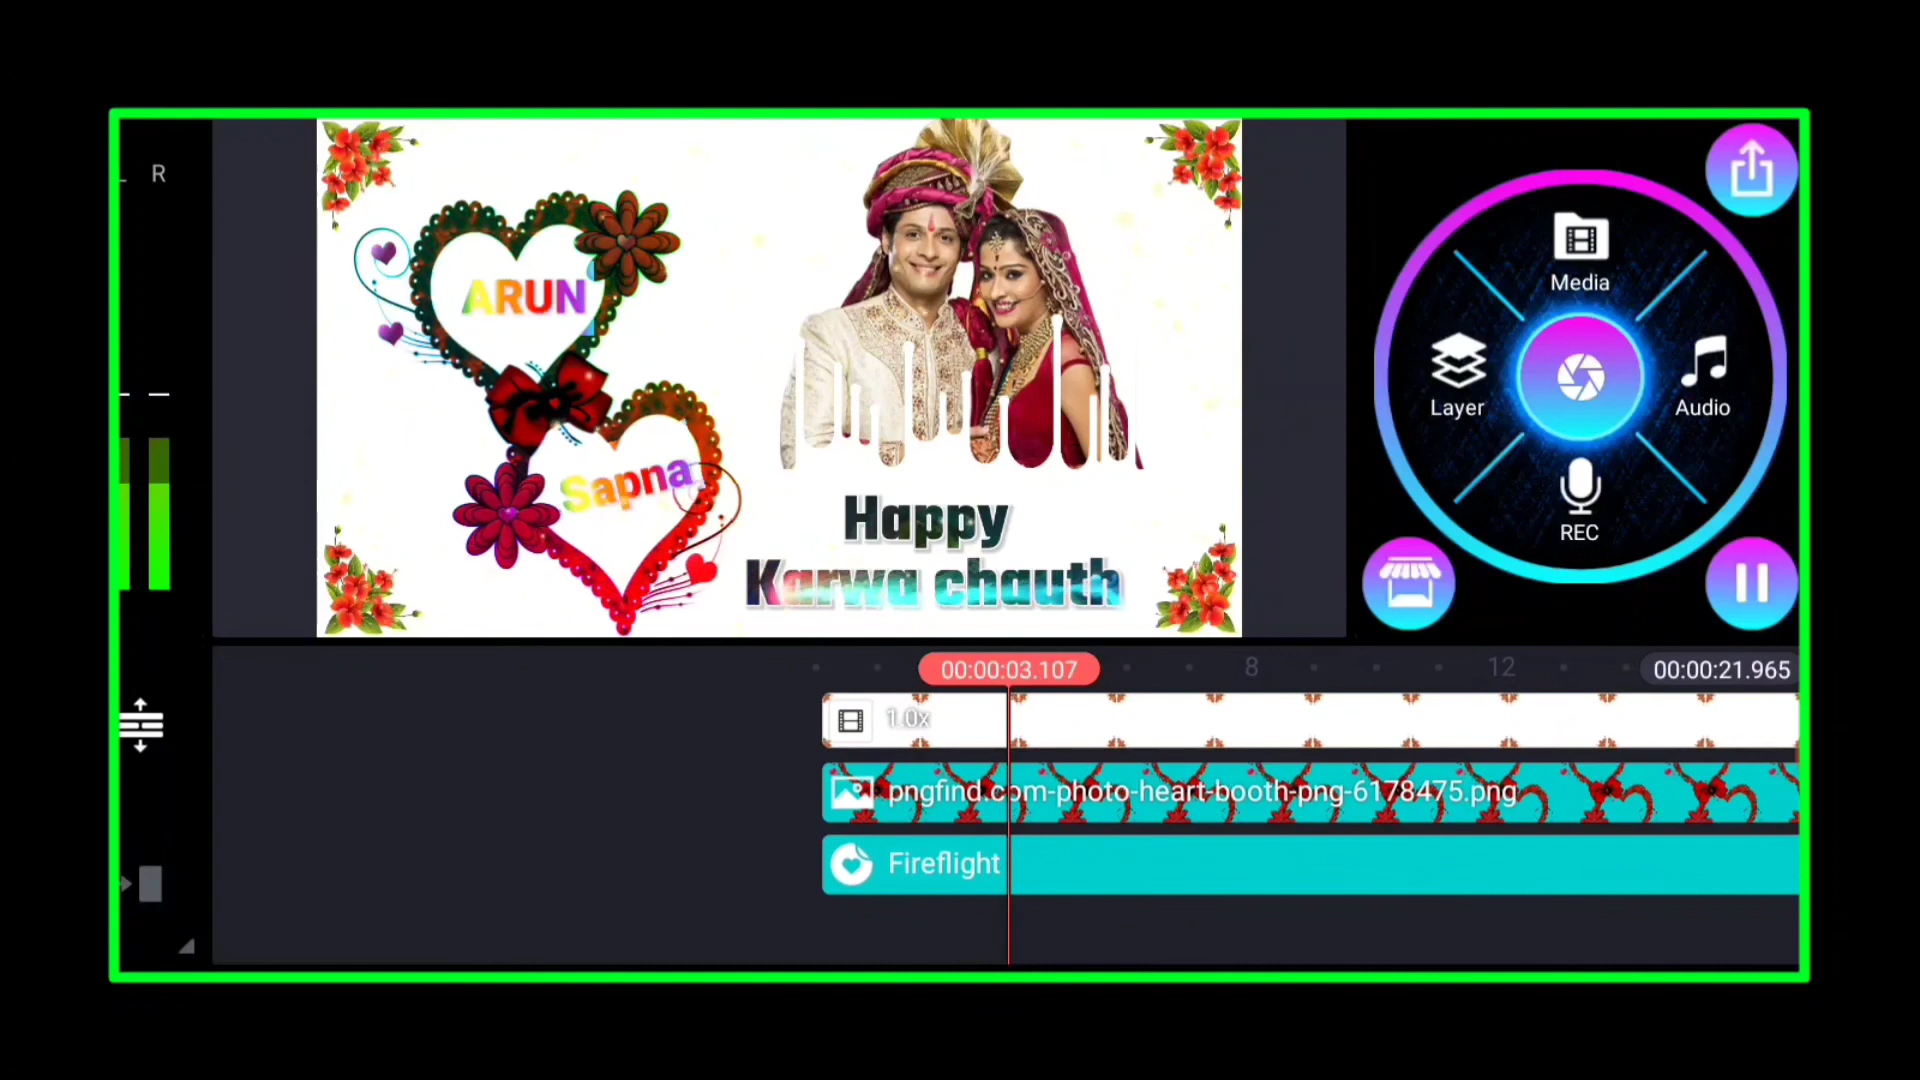 R
ARUN
Sapna
Happy
Karwa chauth
Media
Layer
Audio
REC
00:00:03.107
8
12
00:00:21.965
1.0x
pngfind.com-photo-heart-booth-png-6178475.png
Fireflight